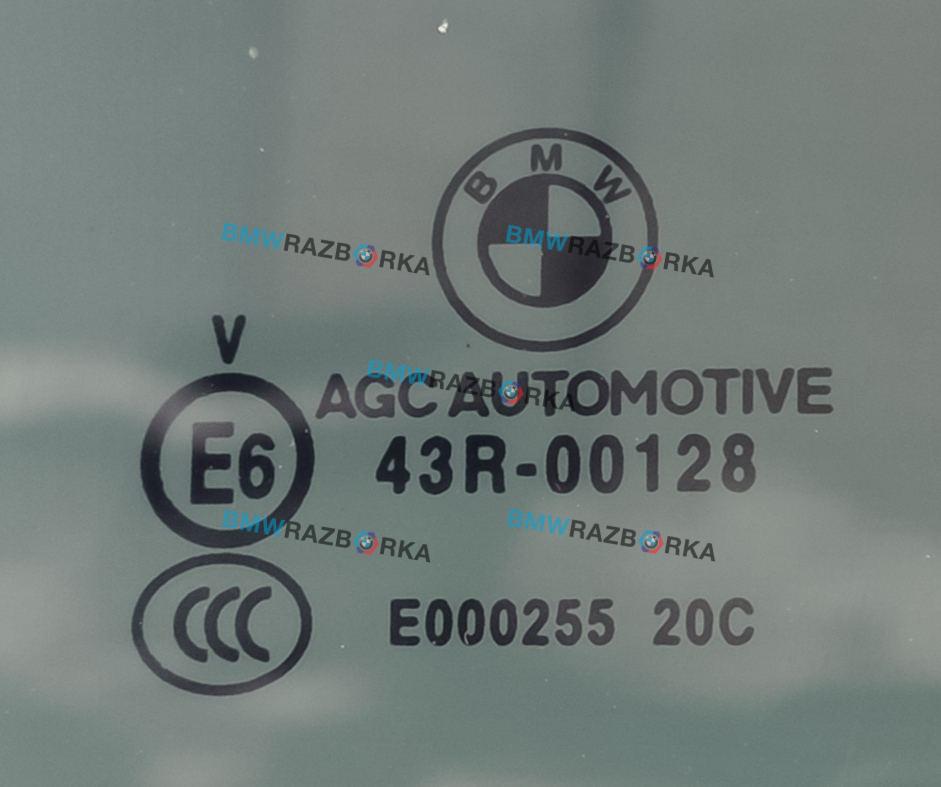 BMW
BMWRAZBORKA
BMWRAZBORKA
V
AGC AUTOMOTIVE
BMWRAZBORKA
E6
43R-00128
BMWRAZBORKA
BMWRAZBORKA
CCC
E000255 20C